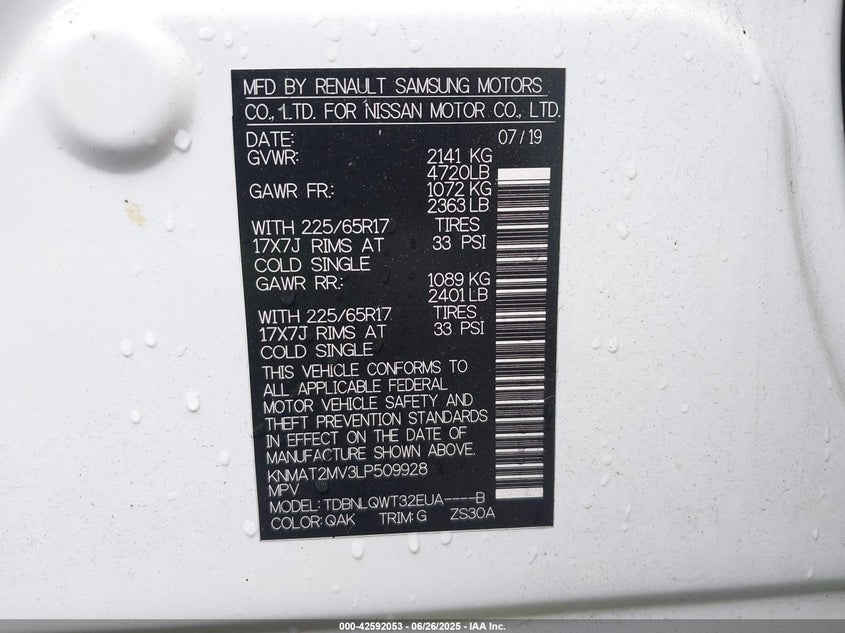 MFD BY RENAULT SAMSUNG MOTORS
CO., LTD. FOR NISSAN MOTOR CO., LTD.
DATE: 07/19
GVWR: 2141 KG
4720LB
GAWR FR.: 1072 KG
2363 LB
WITH 225/65R17 TIRES
17X7J RIMS AT 33 PSI
COLD SINGLE
GAWR RR.: 1089 KG
2401 LB
WITH 225/65R17 TIRES
17X7J RIMS AT 33 PSI
COLD SINGLE
THIS VEHICLE CONFORMS TO
ALL APPLICABLE FEDERAL
MOTOR VEHICLE SAFETY AND
THEFT PREVENTION STANDARDS
IN EFFECT ON THE DATE OF
MANUFACTURE SHOWN ABOVE.
KNMAT2MV3LP509928
MPV
MODEL: TDBNLQWT32EUA----B
COLOR: QAK TRIM: G ZS30A
000-42592053 - 06/26/2025 - IAA Inc.